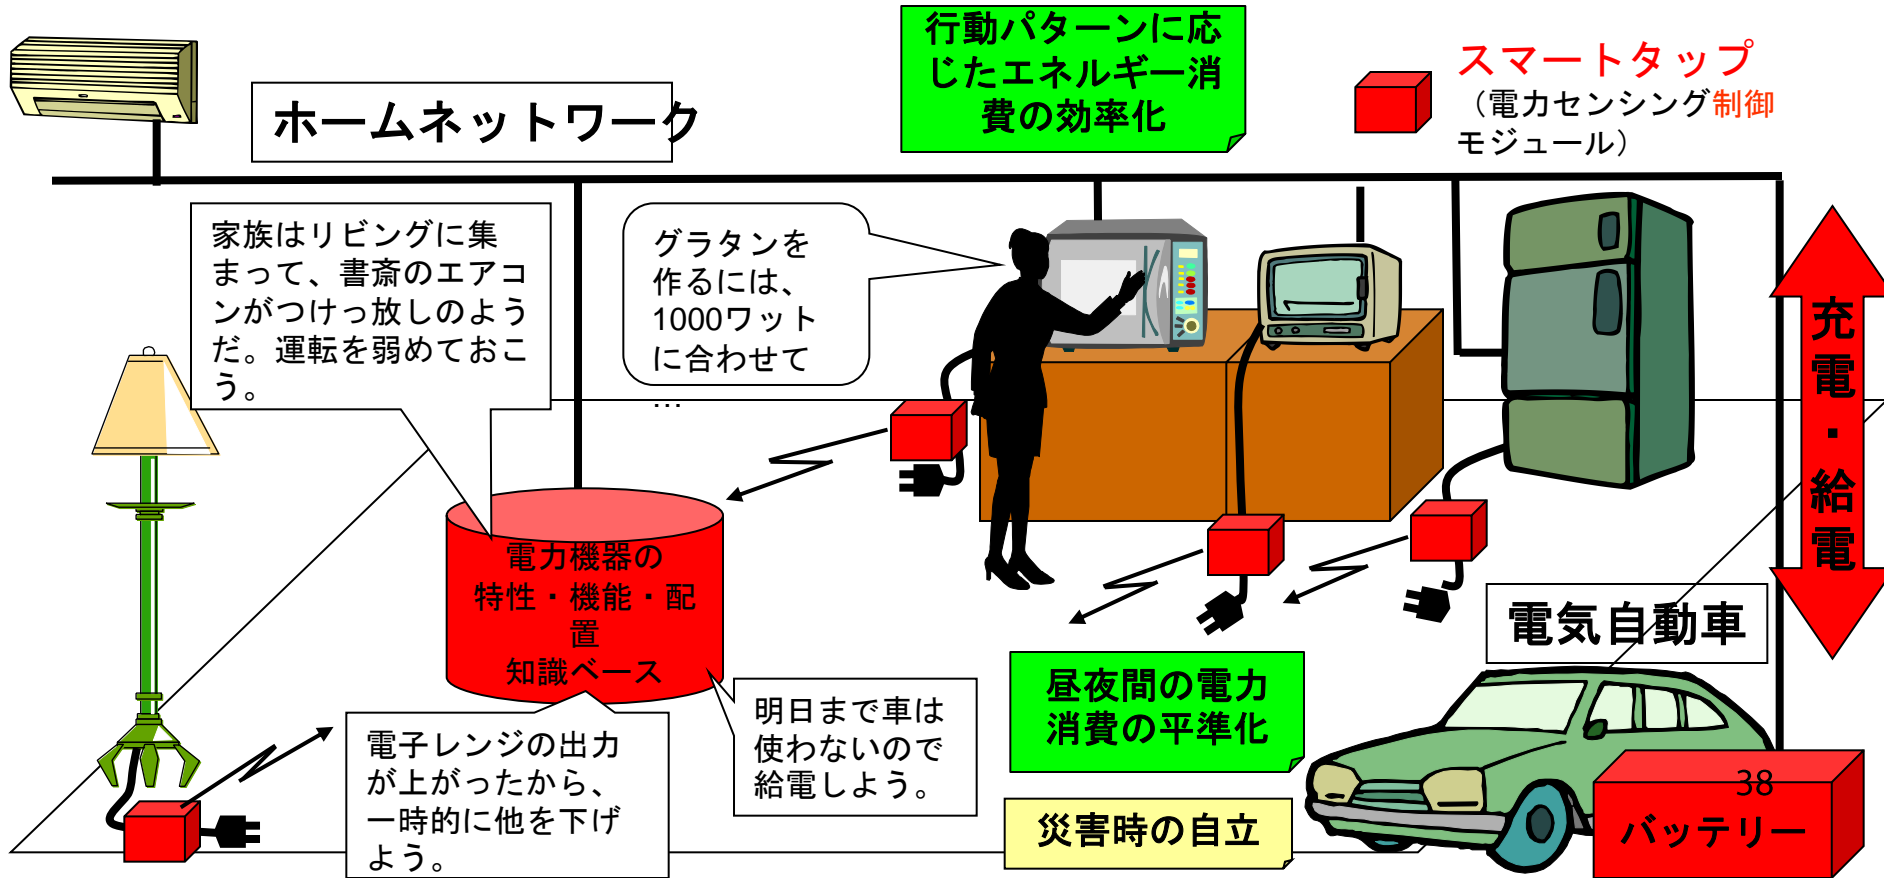 行動パターンに応
じたエネルギー消
費の効率化
スマートタップ
（電力センシング制御
モジュール）
ホームネットワーク
家族はリビングに集
まって、書斎のエアコ
ンがつけっ放しのよう
だ。運転を弱めておこ
う。
グラタンを
作るには、
1000ワット
に合わせて
…
充電・給電
電力機器の
特性・機能・配
置
知識ベース
電気自動車
明日まで車は
使わないので
給電しよう。
昼夜間の電力
消費の平準化
電子レンジの出力
が上がったから、
一時的に他を下げ
よう。
災害時の自立
38
バッテリー